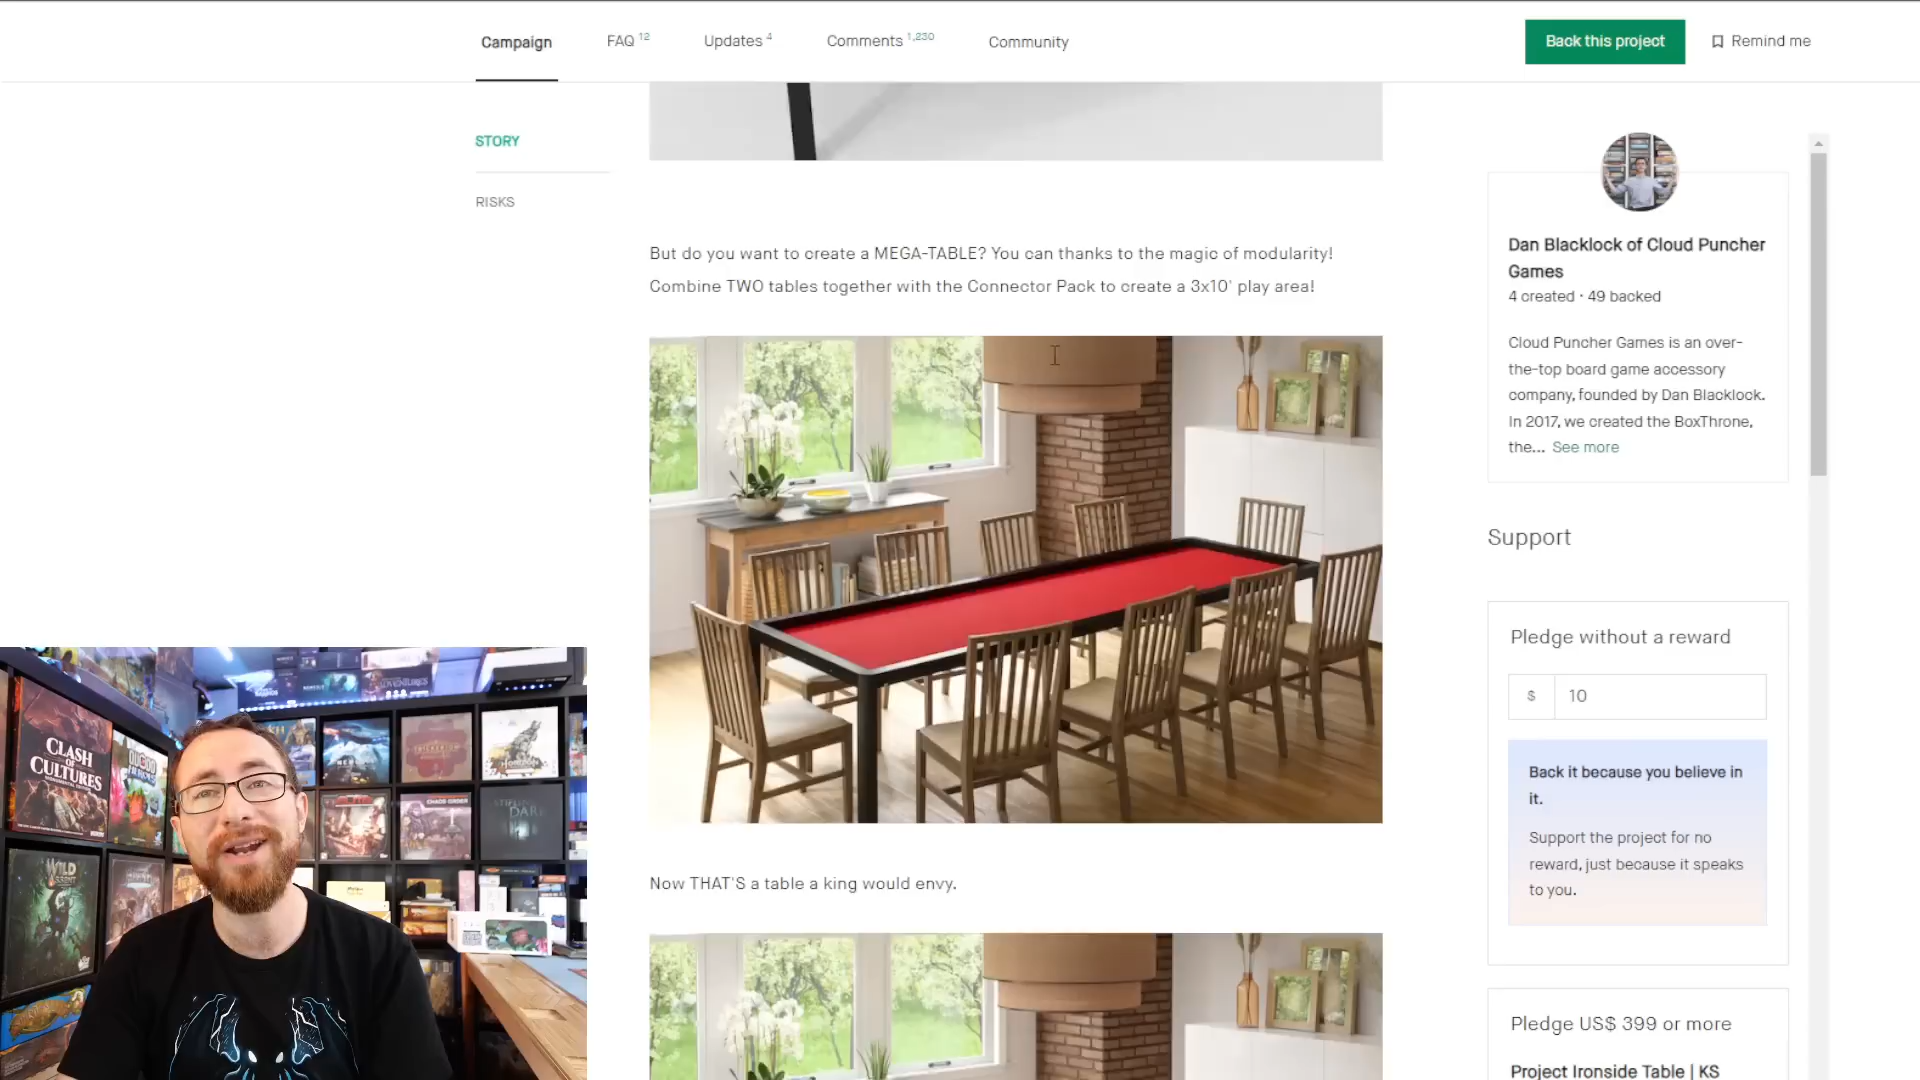 Campaign
FAQ 12
Updates 4
Comments 1,230
Community
Back this project
Remind me
STORY
RISKS
But do you want to create a MEGA-TABLE? You can thanks to the magic of modularity!
Combine TWO tables together with the Connector Pack to create a 3x10' play area!
Now THAT'S a table a king would envy.
Dan Blacklock of Cloud Puncher
Games
4 created · 49 backed
Cloud Puncher Games is an over-
the-top board game accessory
company, founded by Dan Blacklock.
In 2017, we created the BoxThrone,
the... See more
Support
Pledge without a reward
$ 10
Back it because you believe in
it.
Support the project for no
reward, just because it speaks
to you.
Pledge US$ 399 or more
Project Ironside Table | KS
CLASH
OF
CULTURES
MONUMENTAL EDITION
WILD
CHAOS ORDER
DARK